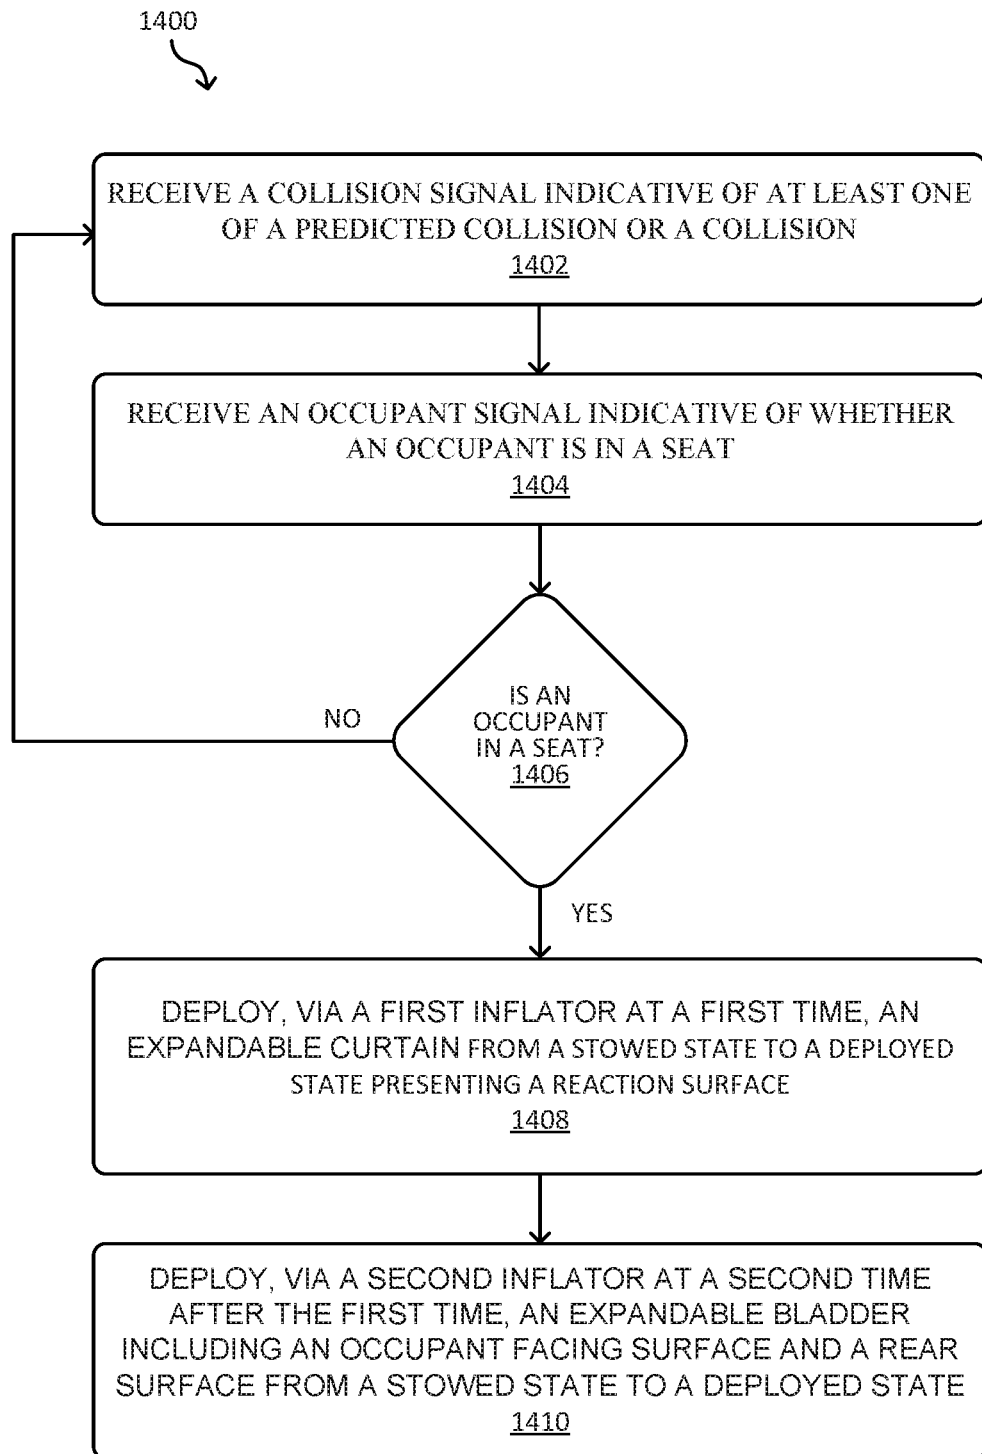 1400
RECEIVE A COLLISION SIGNAL INDICATIVE OF AT LEAST ONE
OF A PREDICTED COLLISION OR A COLLISION
1402
RECEIVE AN OCCUPANT SIGNAL INDICATIVE OF WHETHER
AN OCCUPANT IS IN A SEAT
1404
IS AN
OCCUPANT
IN A SEAT?
1406
NO
YES
DEPLOY, VIA A FIRST INFLATOR AT A FIRST TIME, AN
EXPANDABLE CURTAIN FROM A STOWED STATE TO A DEPLOYED
STATE PRESENTING A REACTION SURFACE
1408
DEPLOY, VIA A SECOND INFLATOR AT A SECOND TIME
AFTER THE FIRST TIME, AN EXPANDABLE BLADDER
INCLUDING AN OCCUPANT FACING SURFACE AND A REAR
SURFACE FROM A STOWED STATE TO A DEPLOYED STATE
1410